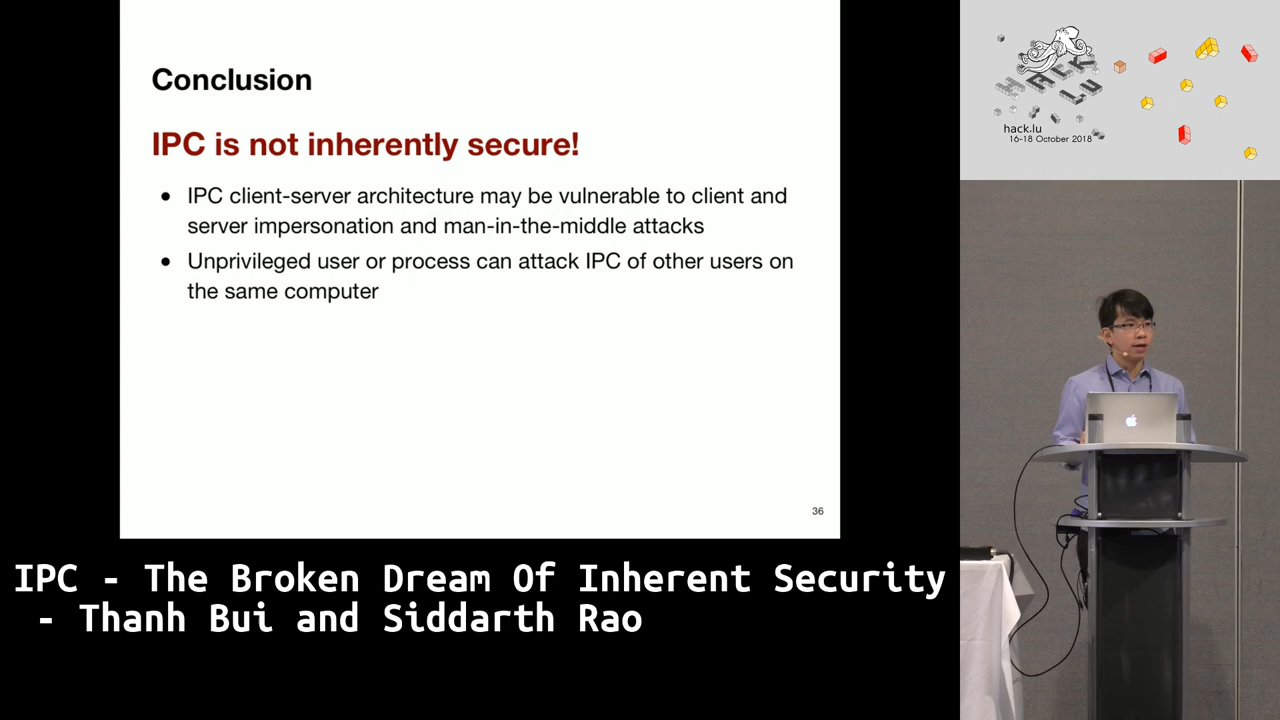 Conclusion
IPC is not inherently secure!
• IPC client-server architecture may be vulnerable to client and
server impersonation and man-in-the-middle attacks
• Unprivileged user or process can attack IPC of other users on
the same computer
36
HACK
LU
hack.lu
16-18 October 2018
IPC - The Broken Dream Of Inherent Security
- Thanh Bui and Siddarth Rao